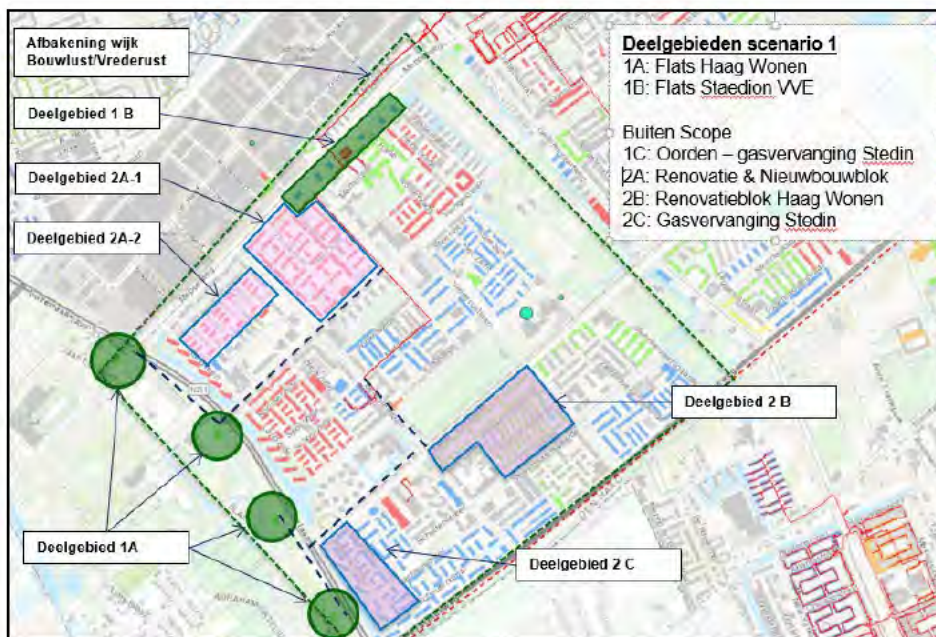 Afbakening wijk
Bouwlust/Vrederust
Deelgebied 1 B
Deelgebied 2A-1
Deelgebied 2A-2
Deelgebied 1A
Deelgebied 2 B
Deelgebied 2 C
Deelgebieden scenario 1
1A: Flats Haag Wonen
1B: Flats Staedion VVE
Buiten Scope
1C: Oorden – gasvervanging Stedin
2A: Renovatie & Nieuwbouwblok
2B: Renovatieblok Haag Wonen
2C: Gasvervanging Stedin